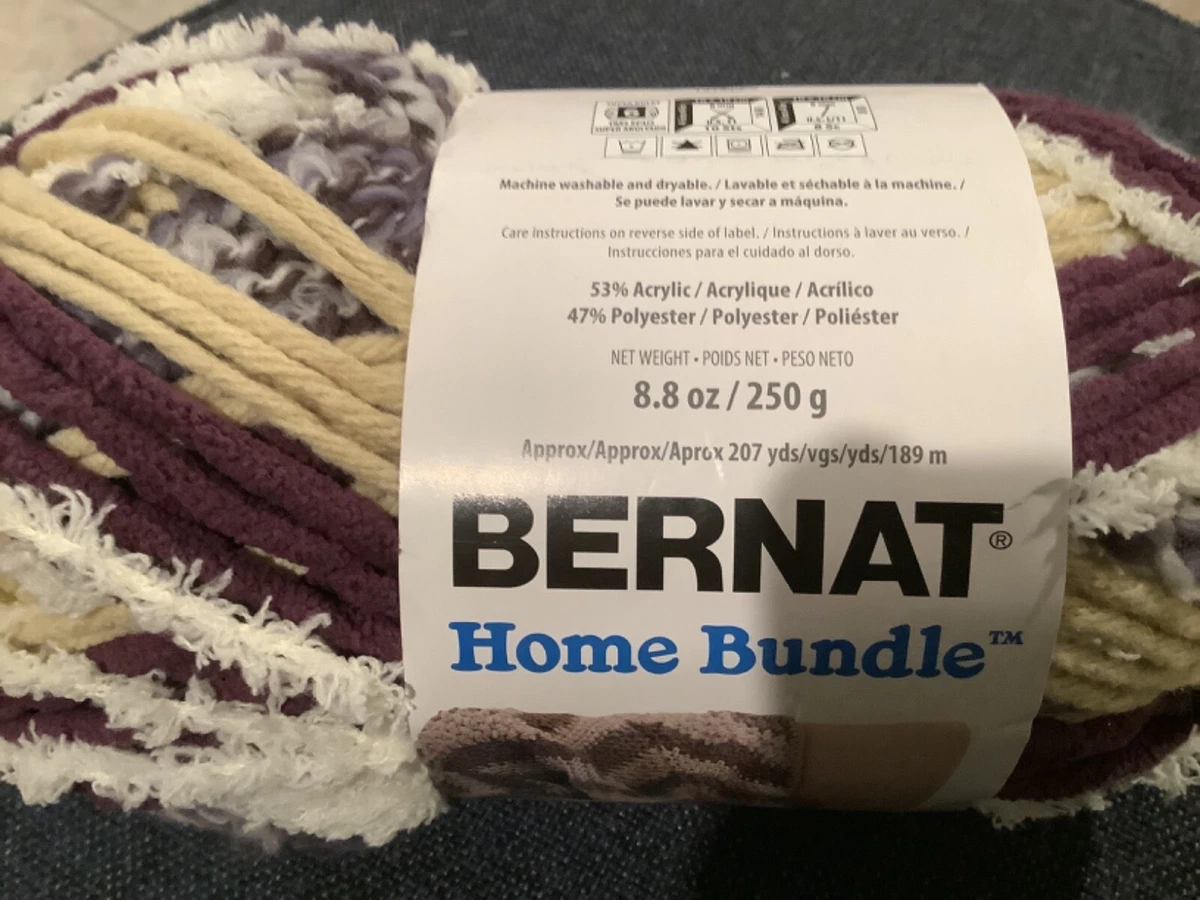 Machine washable and dryable. / Lavable et séchable à la machine. /
Se puede lavar y secar a máquina.
Care instructions on reverse side of label. / Instructions à laver au verso. /
Instrucciones para el cuidado al dorso.
53% Acrylic / Acrylique / Acrílico
47% Polyester / Polyester / Poliéster
NET WEIGHT • POIDS NET • PESO NETO
8.8 oz / 250 g
Approx/Approx/Aprox 207 yds/vgs/yds/189 m
BERNAT®
Home Bundle™